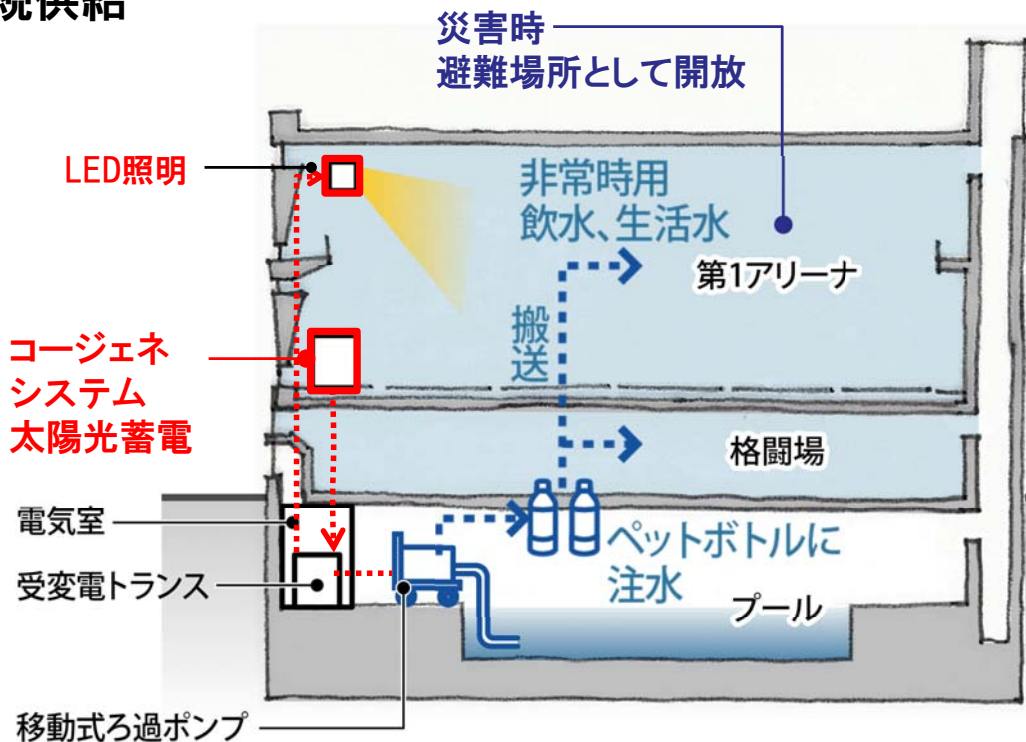 続供給
災害時
避難場所として開放
LED照明
非常時用
飲水、生活水
第1アリーナ
搬送
コージェネ
システム
太陽光蓄電
格闘場
電気室
ペットボトルに
注水
受変電トランス
プール
移動式ろ過ポンプ